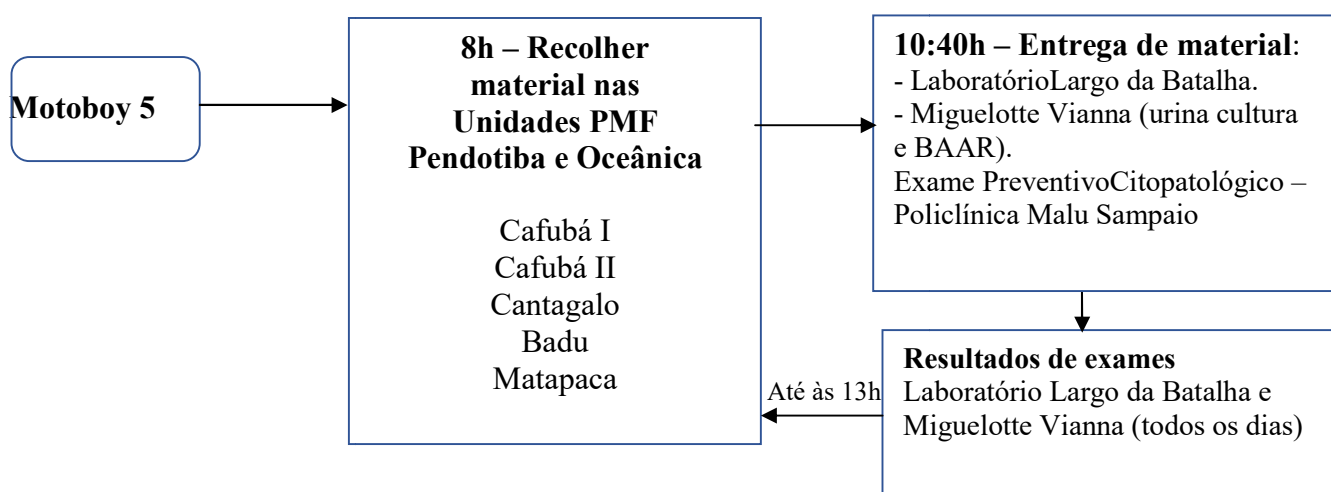 Motoboy 5
8h – Recolher
material nas
Unidades PMF
Pendotiba e Oceânica
Cafubá I
Cafubá II
Cantagalo
Badu
Matapaca
10:40h – Entrega de material:
- LaboratórioLargo da Batalha.
- Miguelotte Vianna (urina cultura
e BAAR).
Exame PreventivoCitopatológico –
Policlínica Malu Sampaio
Resultados de exames
Laboratório Largo da Batalha e
Miguelotte Vianna (todos os dias)
Até às 13h